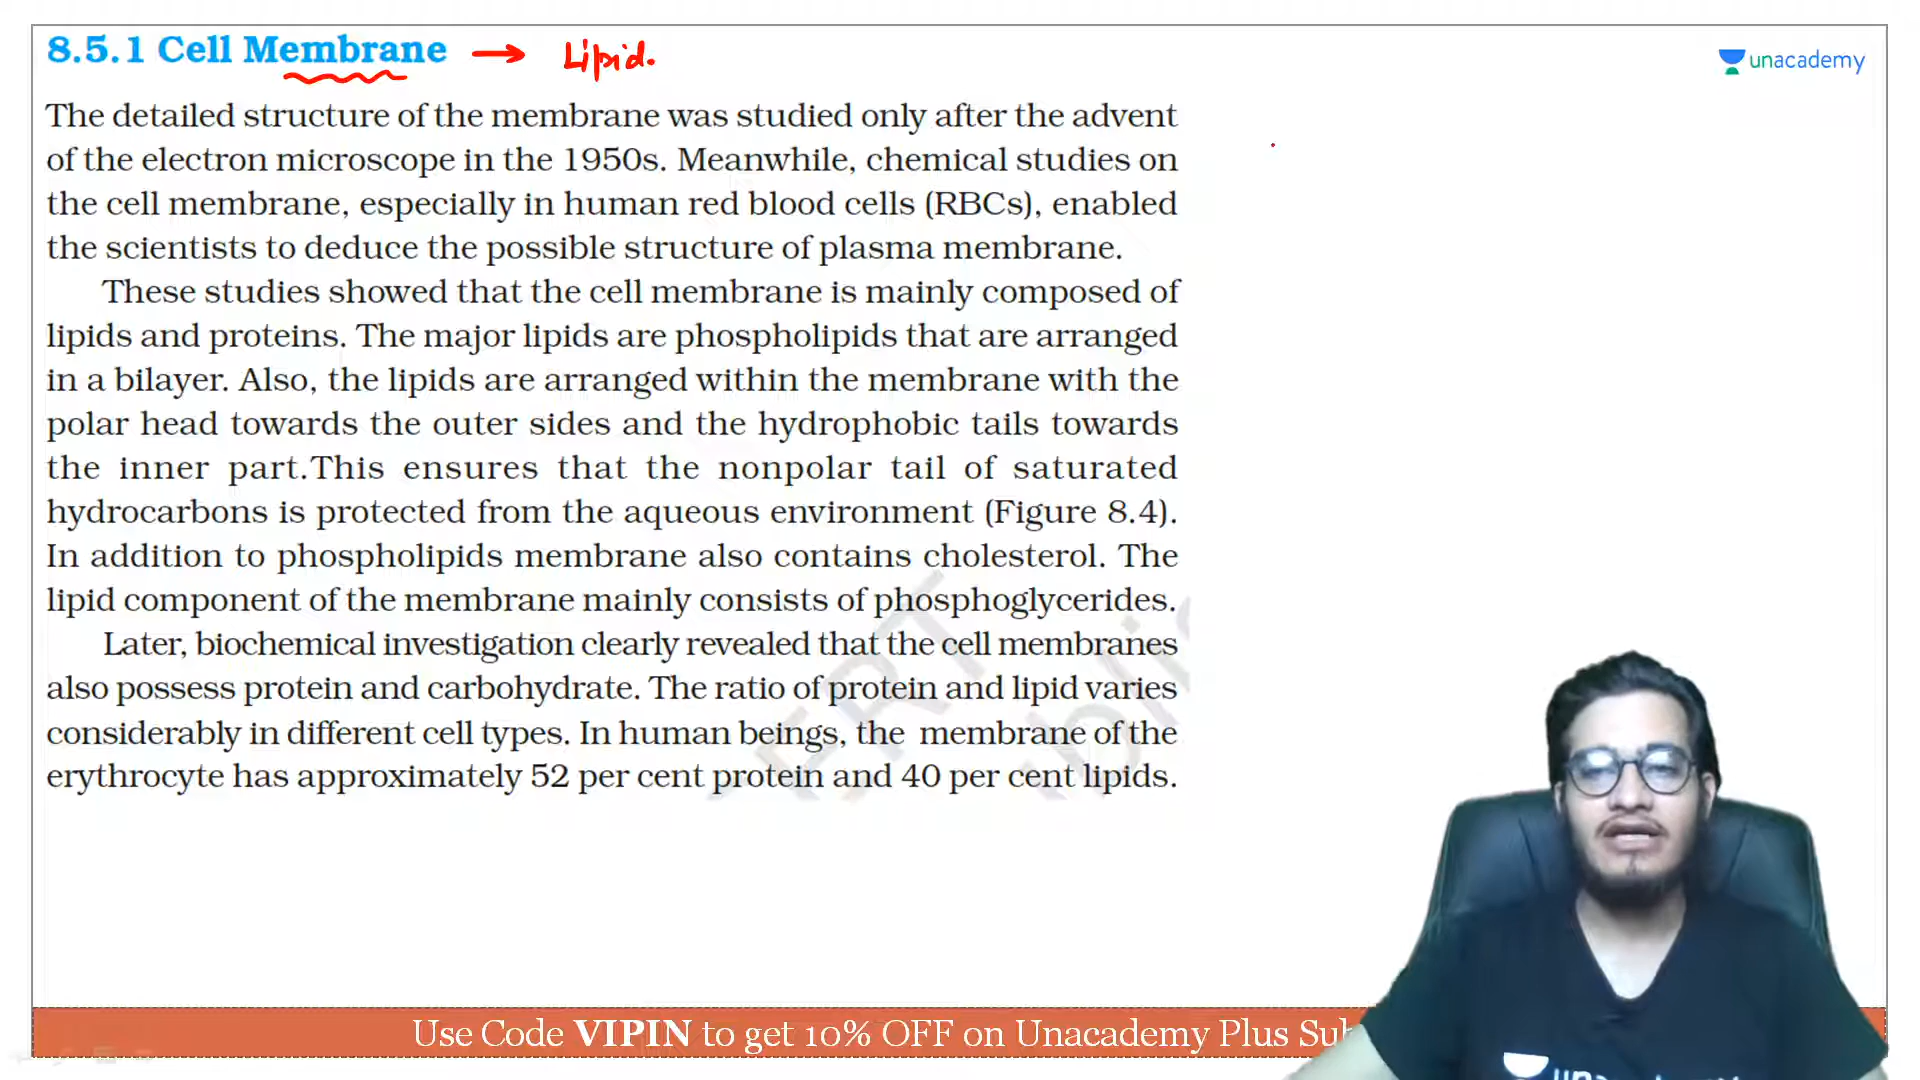 8.5.1 Cell Membrane → Lipid.
unacademy
The detailed structure of the membrane was studied only after the advent
of the electron microscope in the 1950s. Meanwhile, chemical studies on
the cell membrane, especially in human red blood cells (RBCs), enabled
the scientists to deduce the possible structure of plasma membrane.
These studies showed that the cell membrane is mainly composed of
lipids and proteins. The major lipids are phospholipids that are arranged
in a bilayer. Also, the lipids are arranged within the membrane with the
polar head towards the outer sides and the hydrophobic tails towards
the inner part.This ensures that the nonpolar tail of saturated
hydrocarbons is protected from the aqueous environment (Figure 8.4).
In addition to phospholipids membrane also contains cholesterol. The
lipid component of the membrane mainly consists of phosphoglycerides.
Later, biochemical investigation clearly revealed that the cell membranes
also possess protein and carbohydrate. The ratio of protein and lipid varies
considerably in different cell types. In human beings, the membrane of the
erythrocyte has approximately 52 per cent protein and 40 per cent lipids.
Use Code VIPIN to get 10% OFF on Unacademy Plus